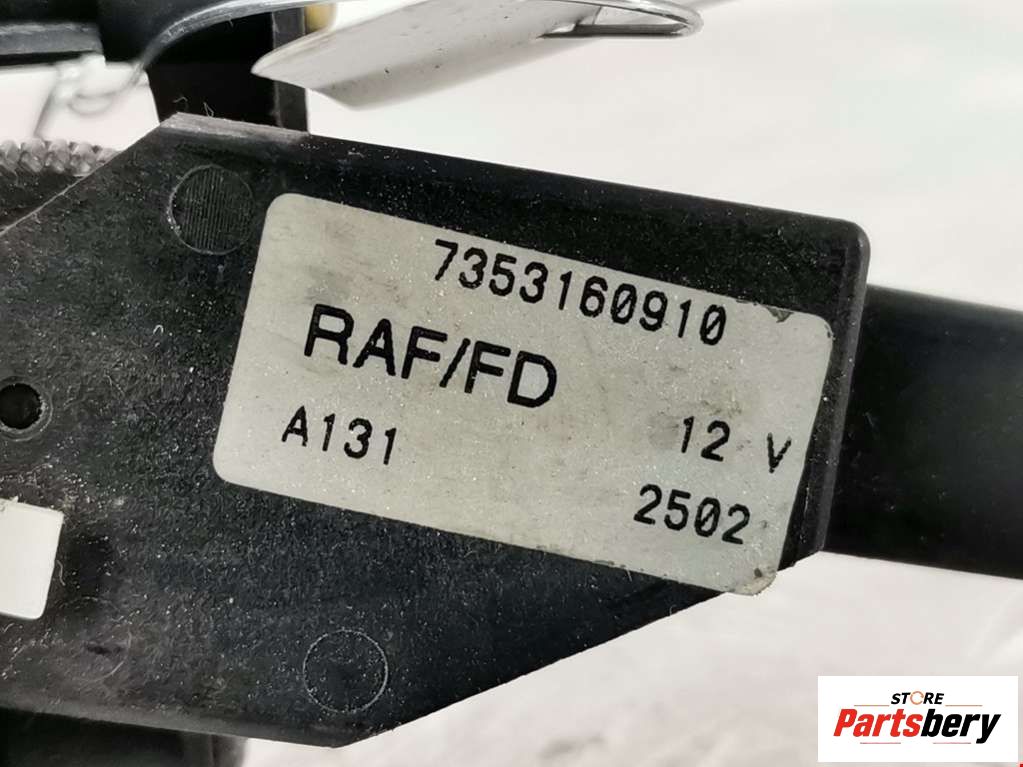 7353160910
RAF/FD
A131 12 V
2502
STORE
Partsbery